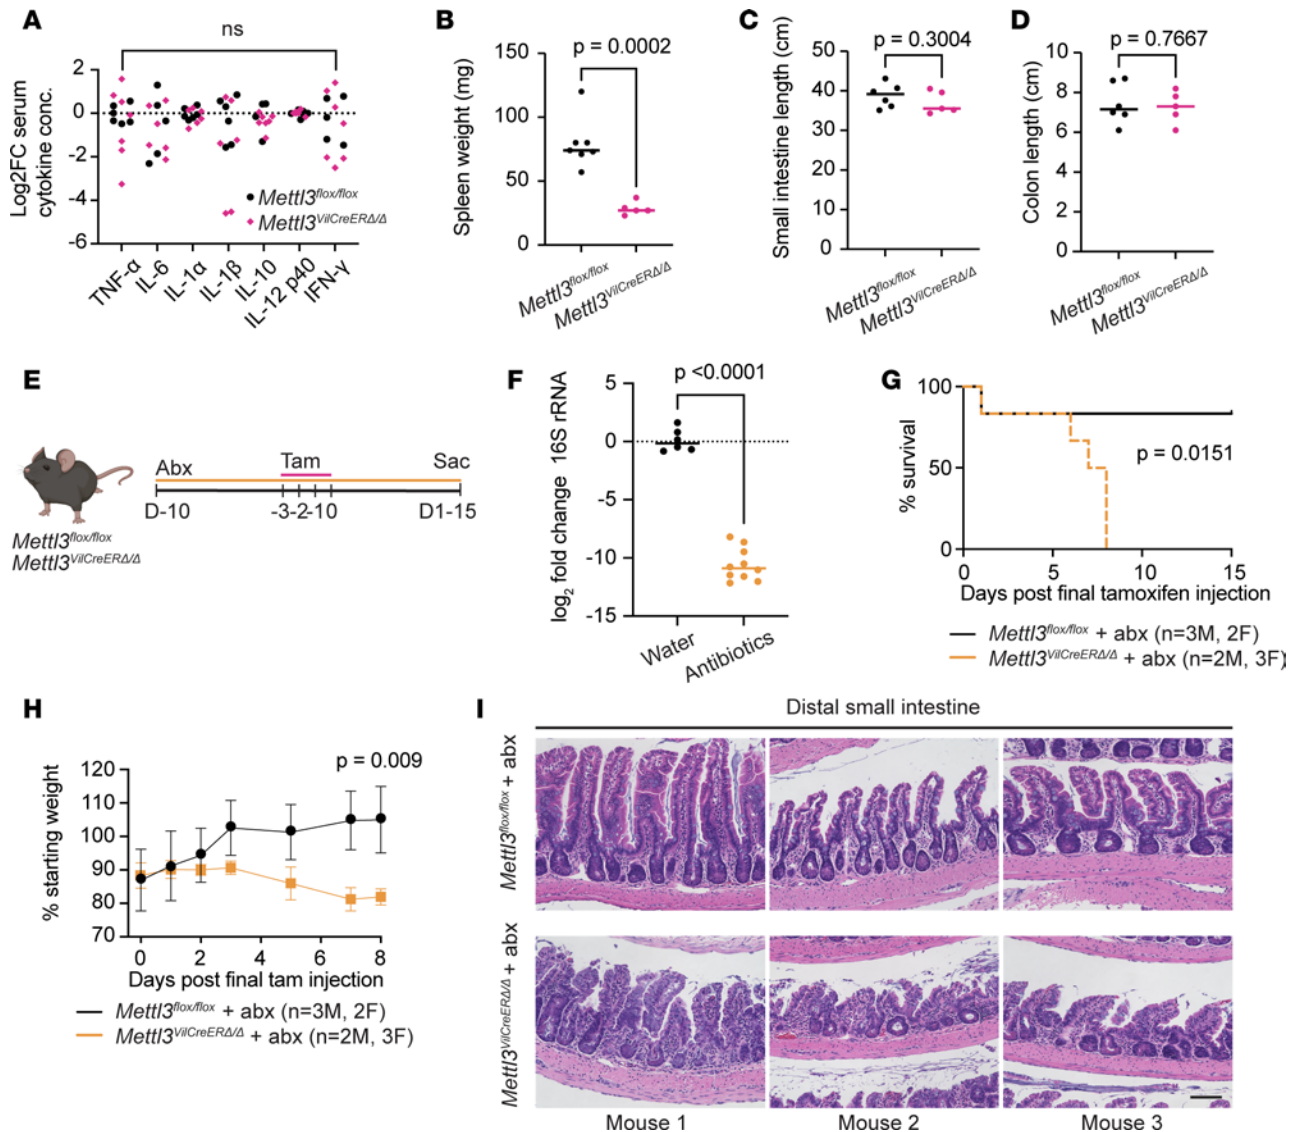 A
ns
Log2FC serum
cytokine conc.
2
0
-2
-4
-6
Mettl3flox/flox
Mettl3VilCreERΔ/Δ
TNF-α
IL-6
IL-1α
IL-1β
IL-10
IL-12 p40
IFN-γ
B
p = 0.0002
Spleen weight (mg)
150
100
50
0
Mettl3flox/flox
Mettl3VilCreERΔ/Δ
C
p = 0.3004
Small intestine length (cm)
50
40
30
20
10
0
Mettl3flox/flox
Mettl3VilCreERΔ/Δ
D
p = 0.7667
Colon length (cm)
10
8
6
4
2
0
Mettl3flox/flox
Mettl3VilCreERΔ/Δ
E
Abx
Tam
Sac
D-10
-3-2-10
D1-15
Mettl3flox/flox
Mettl3VilCreERΔ/Δ
F
p <0.0001
log2 fold change 16S rRNA
5
0
-5
-10
-15
Water
Antibiotics
G
% survival
100
50
0
p = 0.0151
0
5
10
15
Days post final tamoxifen injection
Mettl3flox/flox + abx (n=3M, 2F)
Mettl3VilCreERΔ/Δ + abx (n=2M, 3F)
H
p = 0.009
% starting weight
120
110
100
90
80
70
0
2
4
6
8
Days post final tam injection
Mettl3flox/flox + abx (n=3M, 2F)
Mettl3VilCreERΔ/Δ + abx (n=2M, 3F)
I
Distal small intestine
Mettl3flox/flox + abx
Mettl3VilCreERΔ/Δ + abx
Mouse 1
Mouse 2
Mouse 3